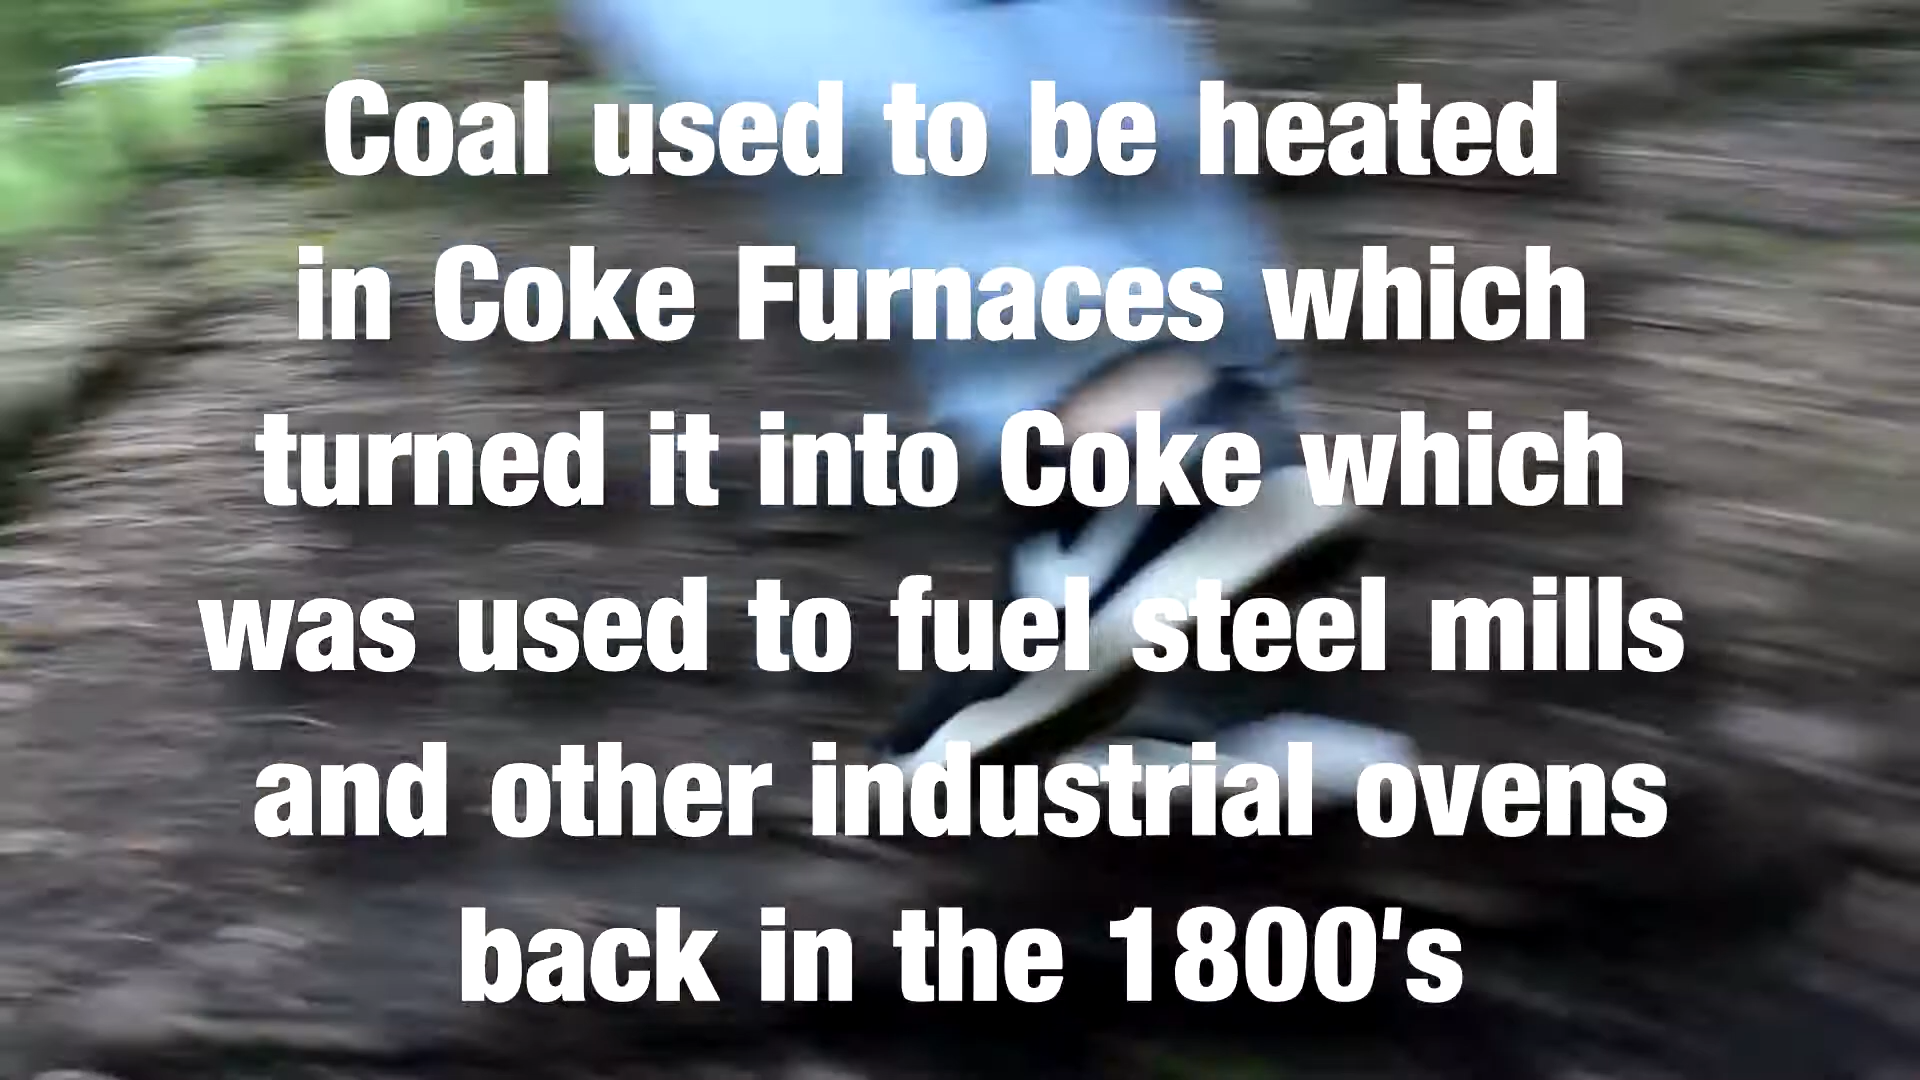 Coal used to be heated
in Coke Furnaces which
turned it into Coke which
was used to fuel steel mills
and other industrial ovens
back in the 1800's